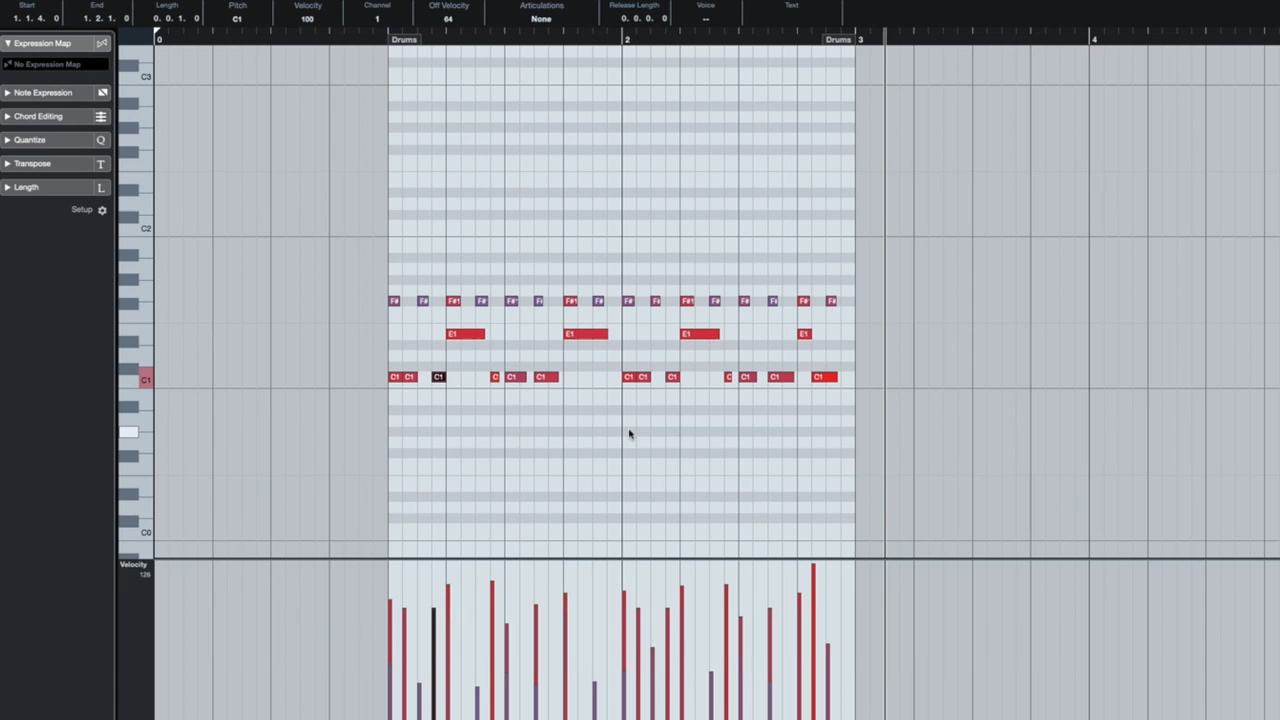 Start End Length Pitch Velocity Channel Off Velocity Articulations Release Length Voice Text
1. 1. 4. 0 1. 2. 1. 0 0. 0. 1. 0 C1 100 1 64 None 0. 0. 0. 0 --
0 Drums 2 Drums 3 4
Expression Map
No Expression Map
Note Expression
Chord Editing
Quantize Q
Transpose T
Length L
Setup
C3
C2
F# F# F#1 F# F#1 F# F#1 F# F# F# F#1 F# F# F# F# F#
E1 E1 E1 E1
C1 C1 C1 C1 C C1 C1 C1 C1 C1 C C1 C1 C1
C0
Velocity
126